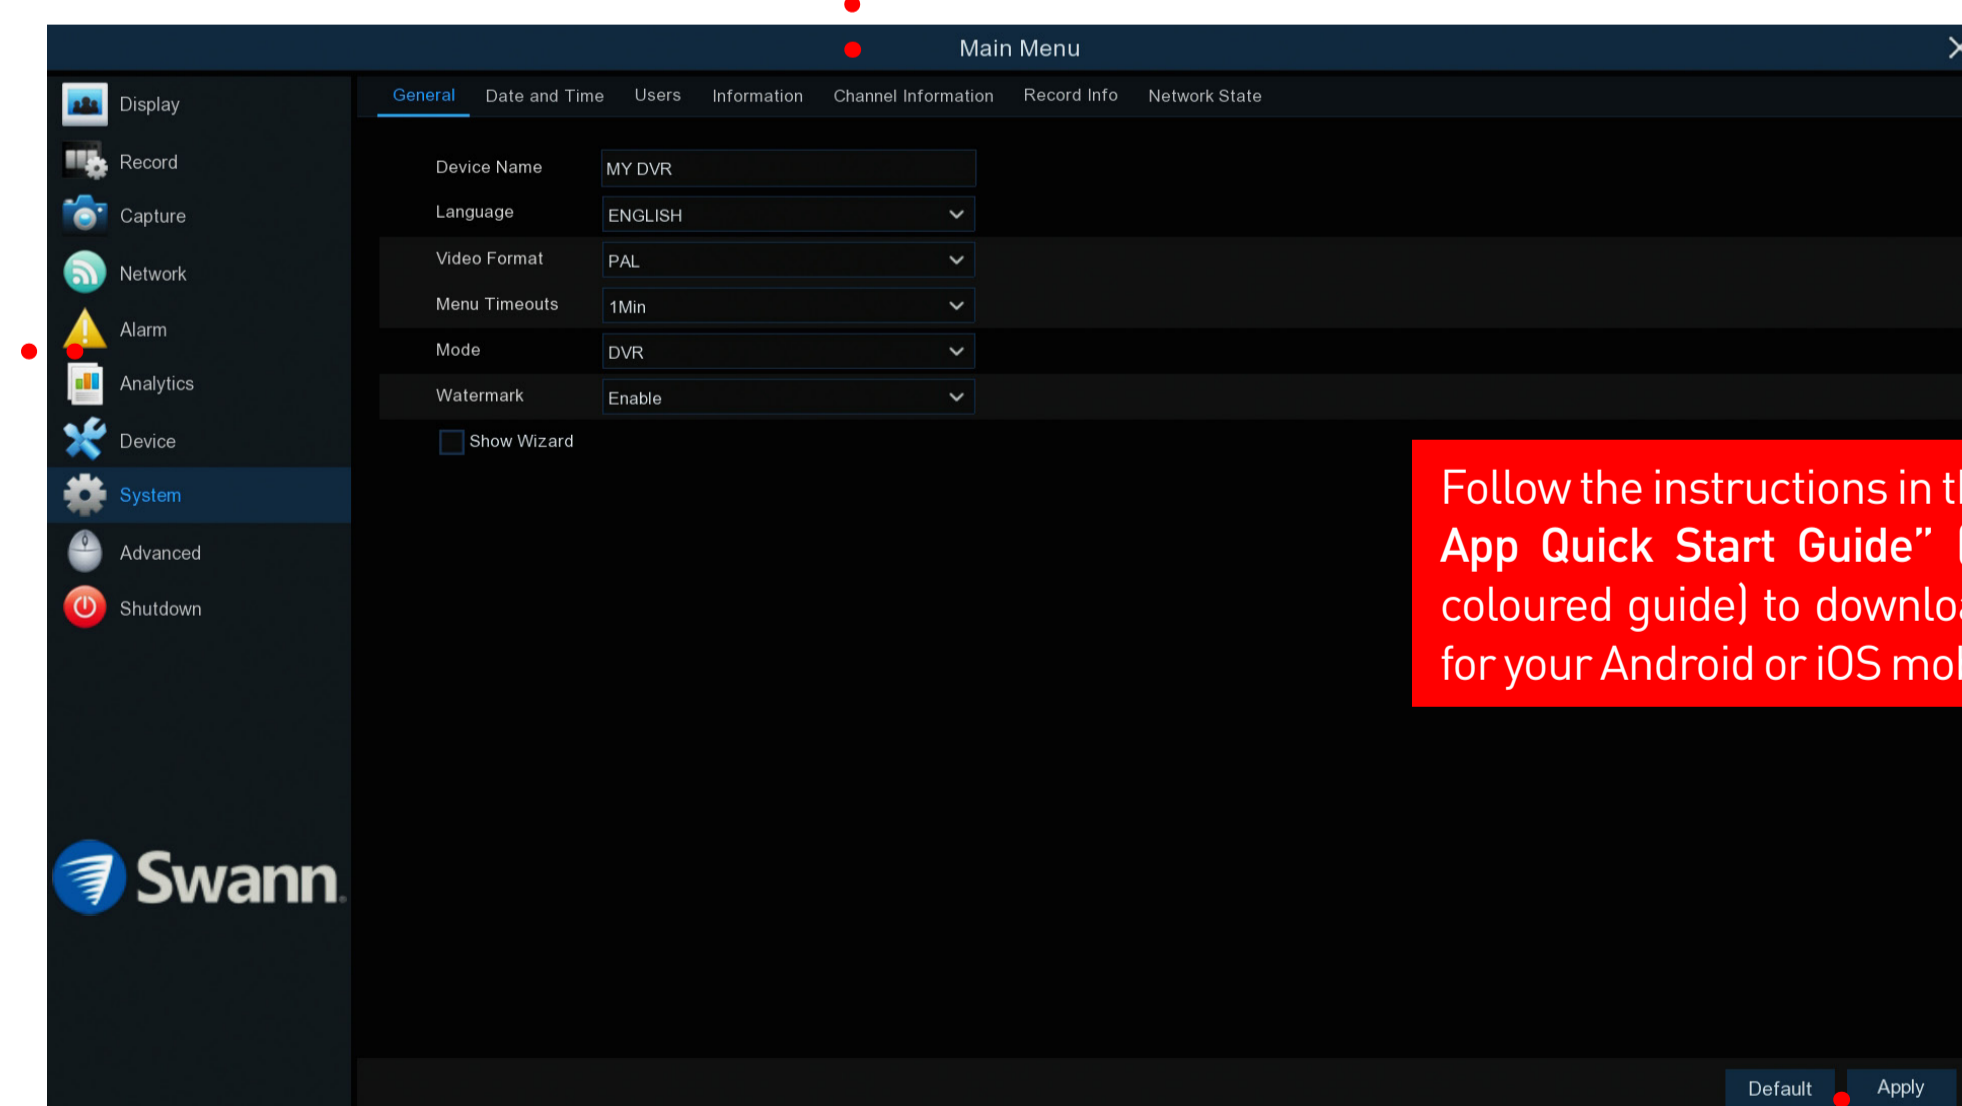 Main Menu
Display
Record
Capture
Network
Alarm
Analytics
Device
System
Advanced
Shutdown
Swann
General Date and Time Users Information Channel Information Record Info Network State
Device Name MY DVR
Language ENGLISH
Video Format PAL
Menu Timeouts 1Min
Mode DVR
Watermark Enable
Show Wizard
Follow the instructions in
App Quick Start Guide” (
coloured guide) to
for your Android or iOS
Default Apply